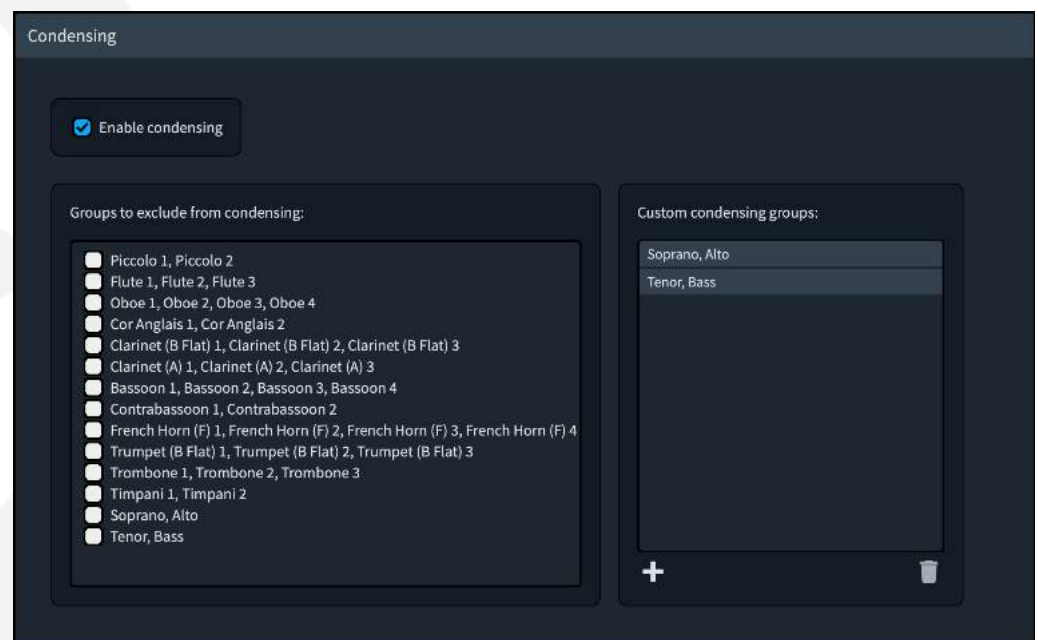 Condensing
Enable condensing
Groups to exclude from condensing:
Piccolo 1, Piccolo 2
Flute 1, Flute 2, Flute 3
Oboe 1, Oboe 2, Oboe 3, Oboe 4
Cor Anglais 1, Cor Anglais 2
Clarinet (B Flat) 1, Clarinet (B Flat) 2, Clarinet (B Flat) 3
Clarinet (A) 1, Clarinet (A) 2, Clarinet (A) 3
Bassoon 1, Bassoon 2, Bassoon 3, Bassoon 4
Contrabassoon 1, Contrabassoon 2
French Horn (F) 1, French Horn (F) 2, French Horn (F) 3, French Horn (F) 4
Trumpet (B Flat) 1, Trumpet (B Flat) 2, Trumpet (B Flat) 3
Trombone 1, Trombone 2, Trombone 3
Timpani 1, Timpani 2
Soprano, Alto
Tenor, Bass
Custom condensing groups:
Soprano, Alto
Tenor, Bass